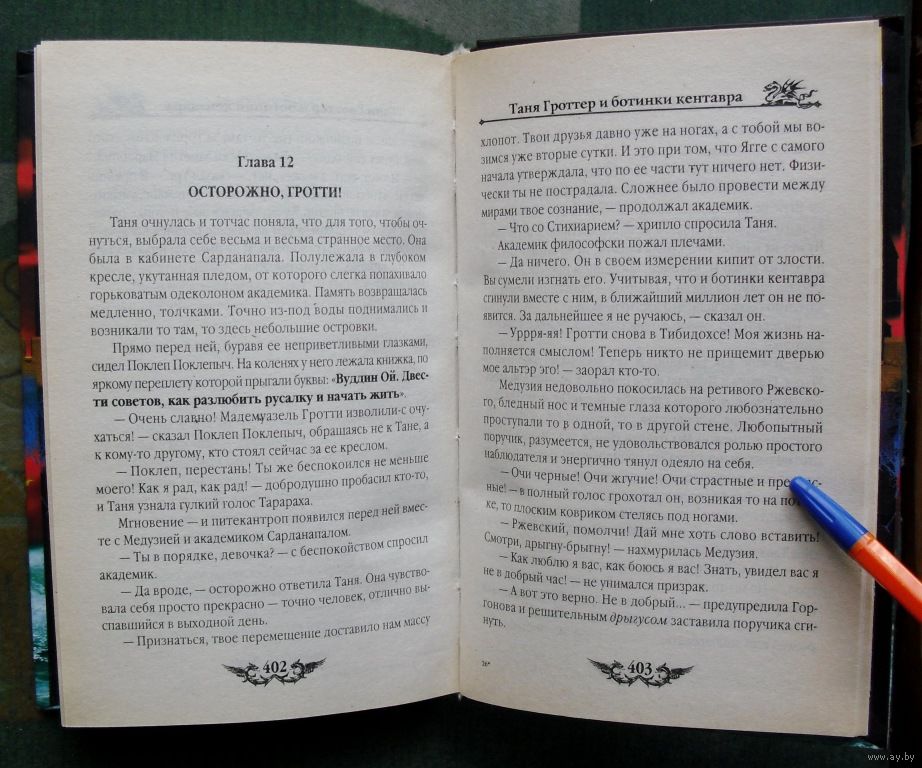 Глава 12
ОСТОРОЖНО, ГРОТТИ!
Таня очнулась и тотчас поняла, что для того, чтобы оч-
нуться, выбрала себе весьма и весьма странное место. Она
была в кабинете Сарданапала. Полулежала в глубоком
кресле, укутанная пледом, от которого слегка попахивало
горьковатым одеколоном академика. Память возвращалась
медленно, толчками. Точно из-под воды поднимались и
возникали то там, то здесь небольшие островки.
Прямо перед ней, буравя ее неприветливыми глазками,
сидел Поклеп Поклепыч. На коленях у него лежала книжка, по
яркому переплету которой прыгали буквы: «Вуддин Ой. Двес-
ти советов, как разлюбить русалку и начать жить».
— Очень славно! Мадемуазель Гротти изволили-с очу-
хаться! — сказал Поклеп Поклепыч, обращаясь не к Тане, а
к кому-то другому, кто стоял сейчас за ее креслом.
— Поклеп, перестань! Ты же беспокоился не меньше
моего! Как я рад, как рад! — добродушно пробасил кто-то,
и Таня узнала гулкий голос Тарараха.
Мгновение — и питекантроп появился перед ней вмес-
те с Медузией и академиком Сарданапалом.
— Ты в порядке, девочка? — с беспокойством спросил
академик.
— Да вроде, — осторожно ответила Таня. Она чувство-
вала себя просто прекрасно — точно человек, отлично вы-
спавшийся в выходной день.
— Признаться, твое перемещение доставило нам массу
402
Таня Гроттер и ботинки кентавра
хлопот. Твои друзья давно уже на ногах, а с тобой мы во-
зимся уже вторые сутки. И это при том, что Ягге с самого
начала утверждала, что по ее части тут ничего нет. Физи-
чески ты не пострадала. Сложнее было провести между
мирами твое сознание, — продолжал академик.
— Что со Стихиарием? — хрипло спросила Таня.
Академик философски пожал плечами.
— Да ничего. Он в своем измерении кипит от злости.
Вы сумели изгнать его. Учитывая, что и ботинки кентавра
сгинули вместе с ним, в ближайший миллион лет он не по-
явится. За дальнейшее я не ручаюсь, — сказал он.
— Уррря-яя! Гротти снова в Тибидохсе! Моя жизнь на-
полняется смыслом! Теперь никто не прищемит дверью
мое альтэр эго! — заорал кто-то.
Медузия недовольно покосилась на ретивого Ржевско-
го, бледный нос и темные глаза которого любознательно
проступали то в одной, то в другой стене. Любопытный
поручик, разумеется, не удовольствовался ролью простого
наблюдателя и энергично тянул одеяло на себя.
— Очи черные! Очи жгучие! Очи страстные и
ные! — в полный голос грохотал он, возникая то на
ке, то плоским ковриком стелясь под ногами.
— Ржевский, помолчи! Дай мне хоть слово вставить!
Смотри, дрыгну-брыгну! — нахмурилась Медузия.
— Как люблю я вас, как боюсь я вас! Знать, увидел вас я
не в добрый час! — не унимался призрак.
— А вот это верно. Не в добрый... — предупредила Гор-
гонова и решительным дрыгусом заставила поручика сги-
нуть.
26*
403
www.ay.by